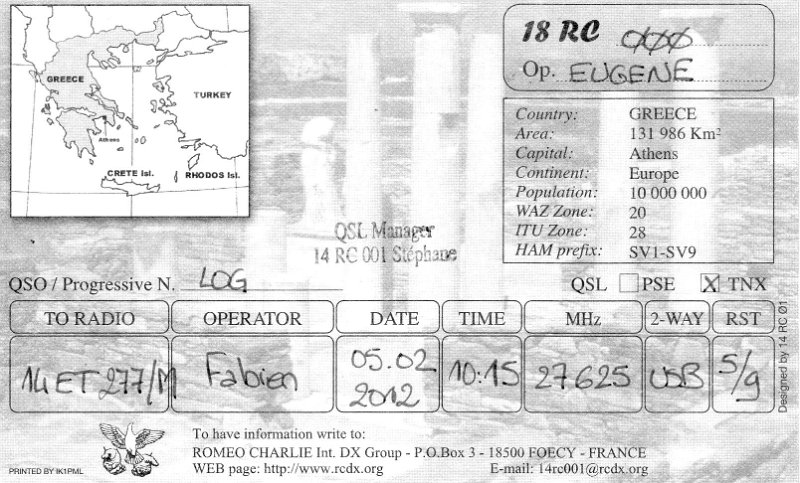 GREECE
TURKEY
Athens
CRETE Isl.
RHODOS Isl.
18 RC 000
Op. EUGENE
Country: GREECE
Area: 131 986 Km²
Capital: Athens
Continent: Europe
Population: 10 000 000
WAZ Zone: 20
ITU Zone: 28
HAM prefix: SV1-SV9
QSL Manager
14 RC 001 Stéphane
QSO / Progressive N. LOG
QSL PSE X TNX
TO RADIO OPERATOR DATE TIME MHz 2-WAY RST
14ET277/M Fabien 05.02 2012 10:15 27625 USB 5/9
Designed by 14 RC 01
To have information write to:
ROMEO CHARLIE Int. DX Group - P.O.Box 3 - 18500 FOECY - FRANCE
WEB page: http://www.rcdx.org E-mail: 14rc001@rcdx.org
PRINTED BY IK1PML